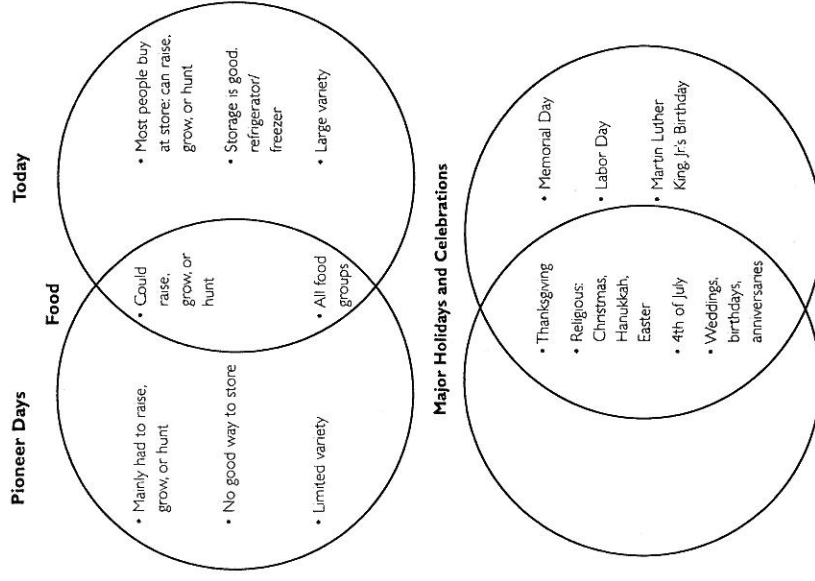 Pioneer Days
Food
Today
• Mainly had to raise,
grow, or hunt
• No good way to store
• Limited variety
• Could
raise,
grow, or
hunt
• All food
groups
• Most people buy
at store; can raise,
grow, or hunt
• Storage is good.
refrigerator/
freezer
• Large variety
Major Holidays and Celebrations
• Thanksgiving
• Religious:
Christmas,
Hanukkah,
Easter
• 4th of July
• Weddings,
birthdays,
anniversaries
• Memorial Day
• Labor Day
• Martin Luther
King, Jr's Birthday